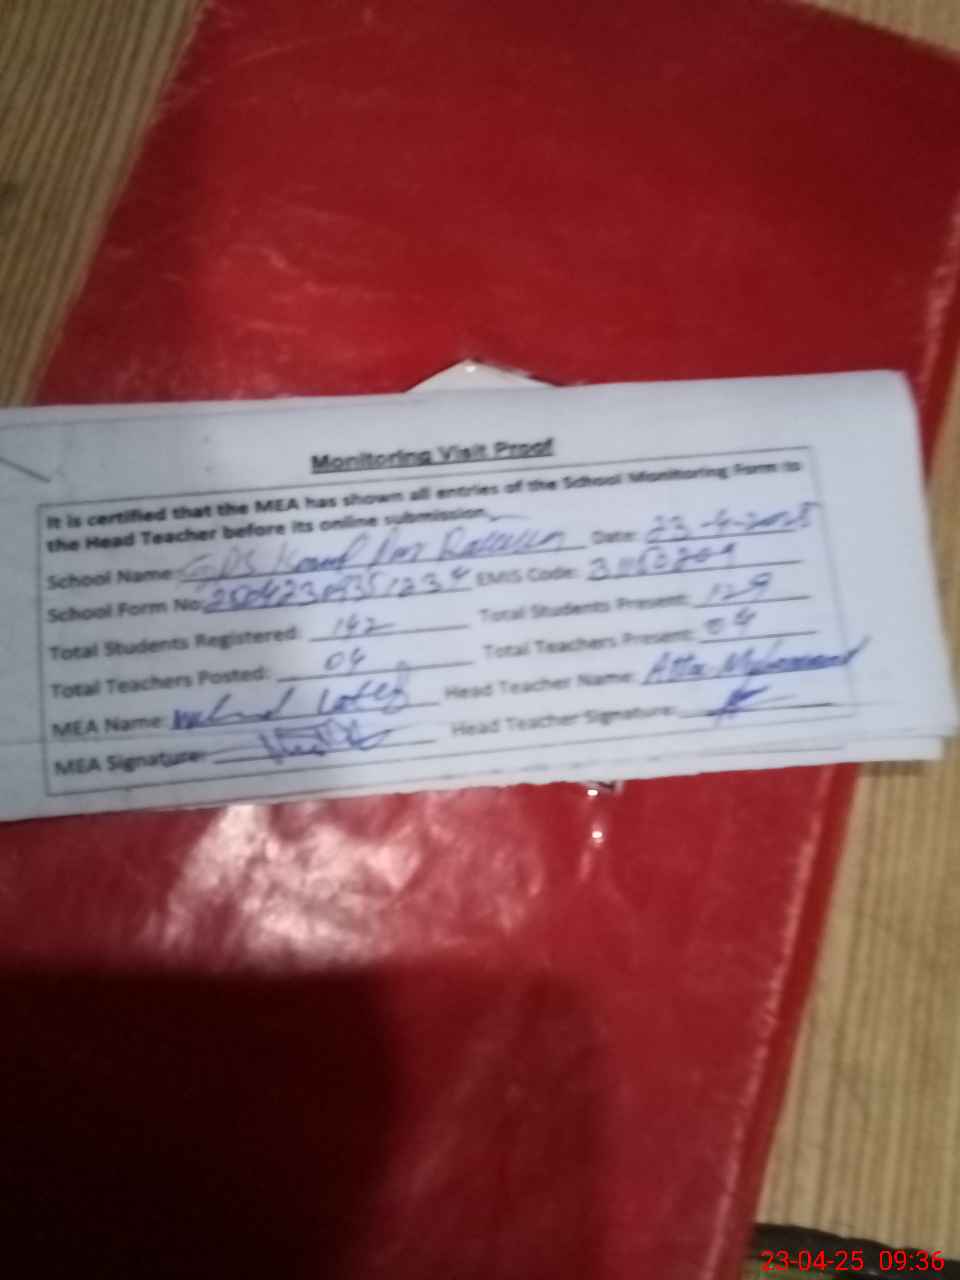 Monitoring Visit Proof
It is certified that the MEA has shown all entries of the School Monitoring Form to
the Head Teacher before its online submission.
School Name: GPS Date: 23-4-2025
School Form No: EMIS Code:
Total Students Registered: 142 Total Students Present: 129
Total Teachers Posted: 04 Total Teachers Present: 04
MEA Name: Head Teacher Name: Atta Muhammad
MEA Signature: Head Teacher Signature:
23-04-25 09:36